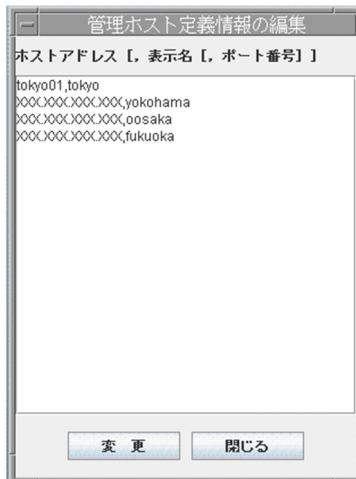 管理ホスト定義情報の編集
ホストアドレス [, 表示名 [, ポート番号] ]
tokyo01,tokyo
XXX.XXX.XXX.XXX,yokohama
XXX.XXX.XXX.XXX,oosaka
XXX.XXX.XXX.XXX,fukuoka
変 更 閉じる